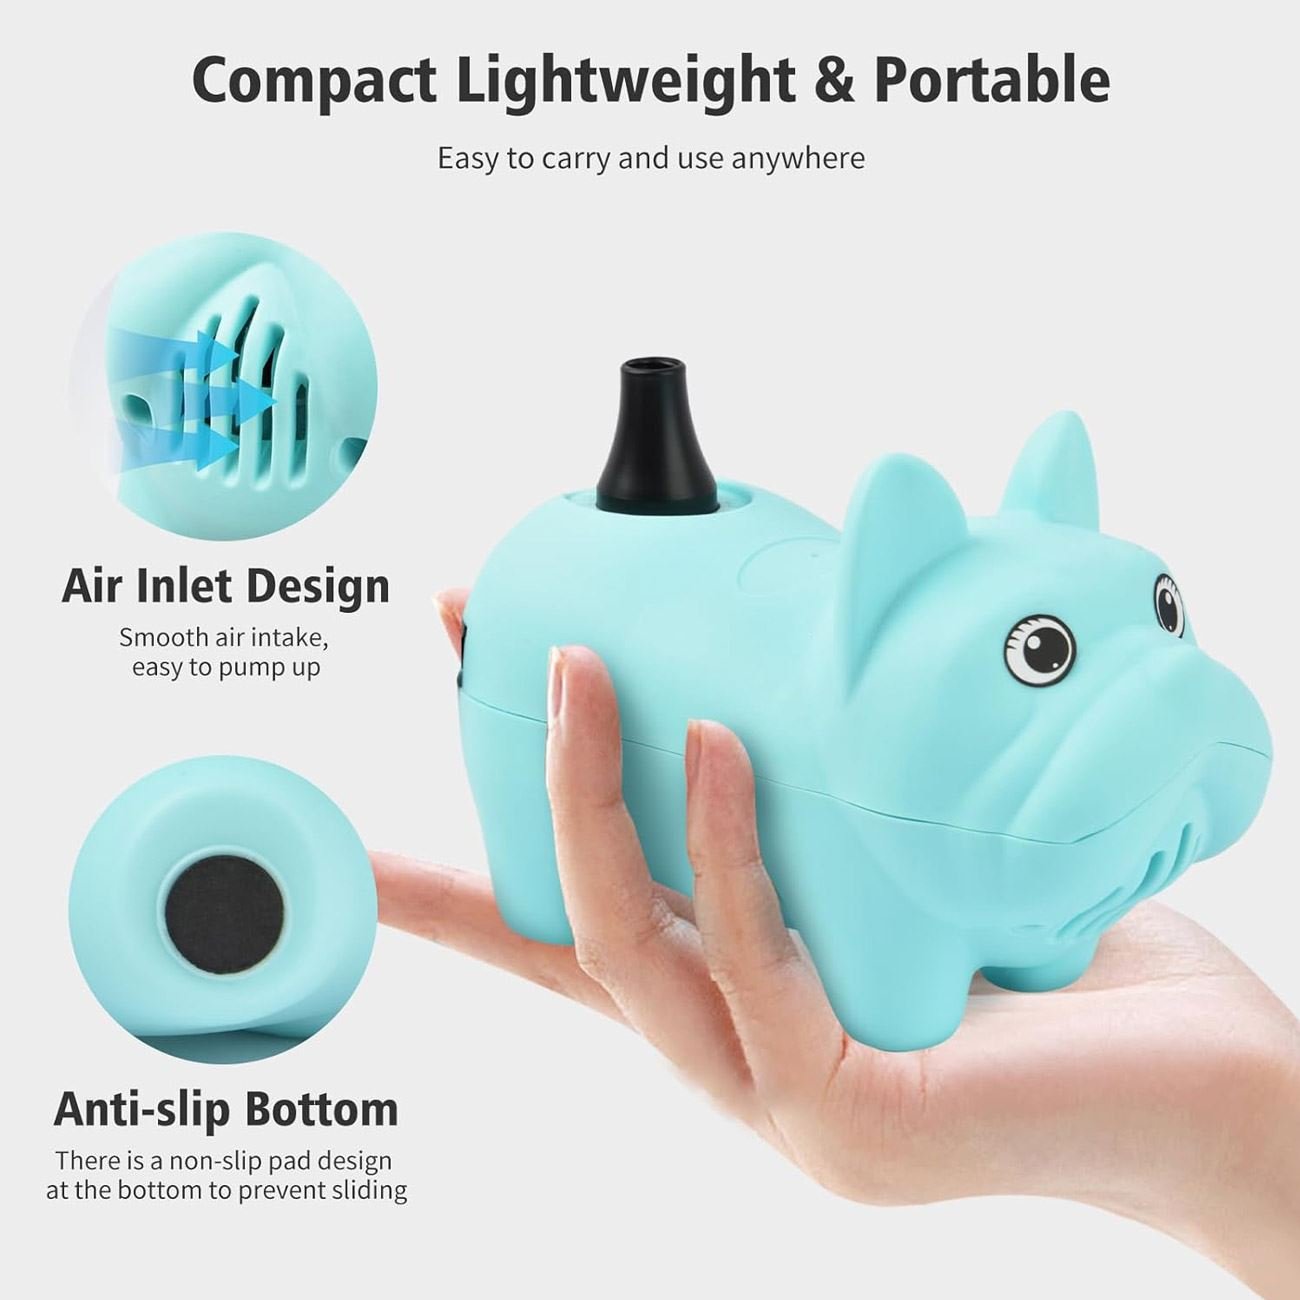 Compact Lightweight & Portable
Easy to carry and use anywhere
Air Inlet Design
Smooth air intake,
easy to pump up
Anti-slip Bottom
There is a non-slip pad design
at the bottom to prevent sliding